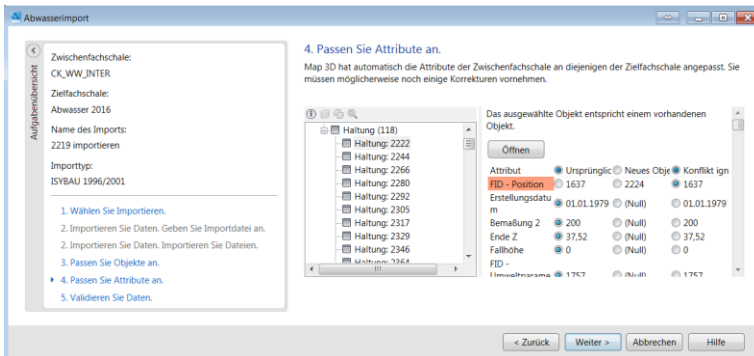 Abwasserimport
Aufgabenübersicht
Zwischenfachschale:
CK_WW_INTER
Zielfachschale:
Abwasser 2016
Name des Imports:
2219 importieren
Importtyp:
ISYBAU 1996/2001
1. Wählen Sie Importieren.
2. Importieren Sie Daten. Geben Sie Importdatei an.
2. Importieren Sie Daten. Importieren Sie Dateien.
3. Passen Sie Objekte an.
4. Passen Sie Attribute an.
5. Validieren Sie Daten.
4. Passen Sie Attribute an.
Map 3D hat automatisch die Attribute der Zwischenfachschale an diejenigen der Zielfachschale angepasst. Sie
müssen möglicherweise noch einige Korrekturen vornehmen.
Haltung (118)
Haltung: 2222
Haltung: 2244
Haltung: 2266
Haltung: 2280
Haltung: 2292
Haltung: 2305
Haltung: 2317
Haltung: 2329
Haltung: 2346
Haltung: 2364
Das ausgewählte Objekt entspricht einem vorhandenen
Objekt.
Öffnen
Attribut Ursprünglic Neues Obje Konflikt ign
FID - Position 1637 2224 1637
Erstellungsdatu
m 01.01.1979 (Null) 01.01.1979
Bemaßung 2 200 (Null) 200
Ende Z 37,52 (Null) 37,52
Fallhöhe 0 (Null) 0
FID -
Umweltparame 1757 (Null) 1757
< Zurück Weiter > Abbrechen Hilfe